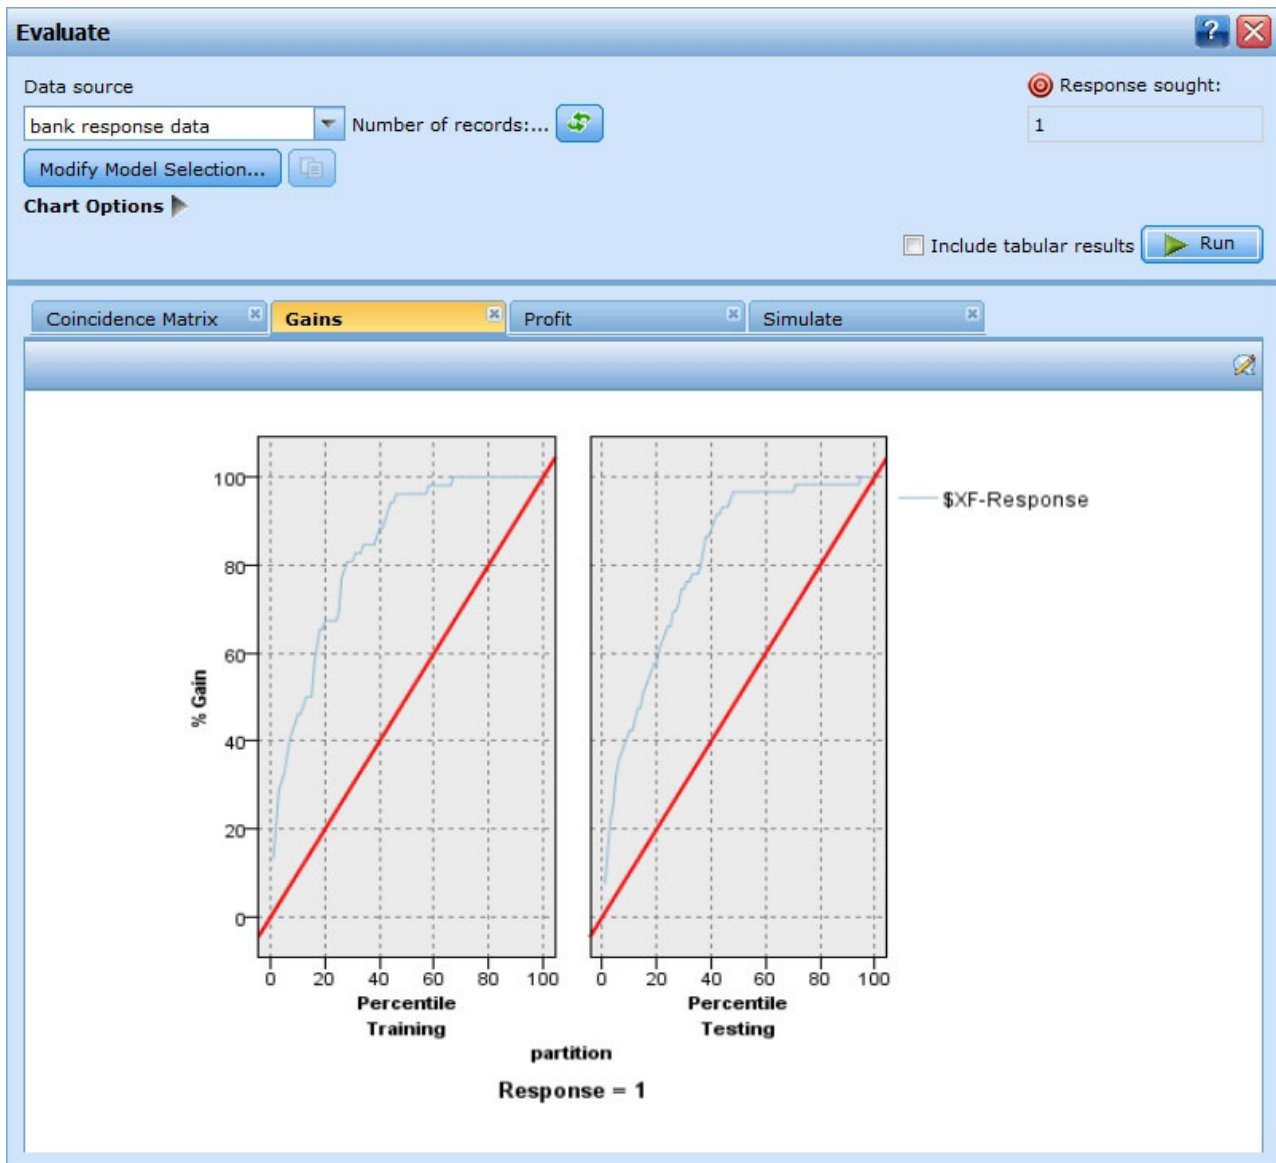 Evaluate
?
Data source
Response sought:
bank response data Number of records:...
1
Modify Model Selection...
Chart Options
Include tabular results Run
Coincidence Matrix Gains Profit Simulate
100
80
60
40
20
0
% Gain
$XF-Response
0 20 40 60 80 100 0 20 40 60 80 100
Percentile Percentile
Training Testing
partition
Response = 1